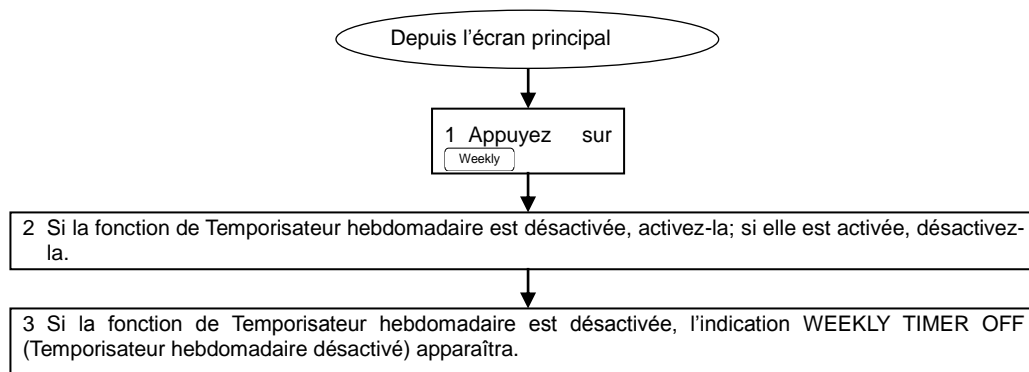 Depuis l’écran principal
1 Appuyez sur
Weekly
2 Si la fonction de Temporisateur hebdomadaire est désactivée, activez-la; si elle est activée, désactivez-
la.
3 Si la fonction de Temporisateur hebdomadaire est désactivée, l’indication WEEKLY TIMER OFF
(Temporisateur hebdomadaire désactivé) apparaîtra.